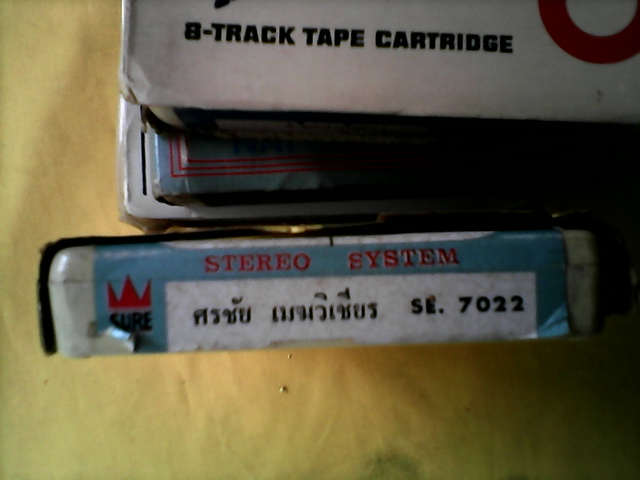 8-TRACK TAPE CARTRIDGE
STEREO SYSTEM
SURE
ศรชัย เมฆวิเชียร SE. 7022